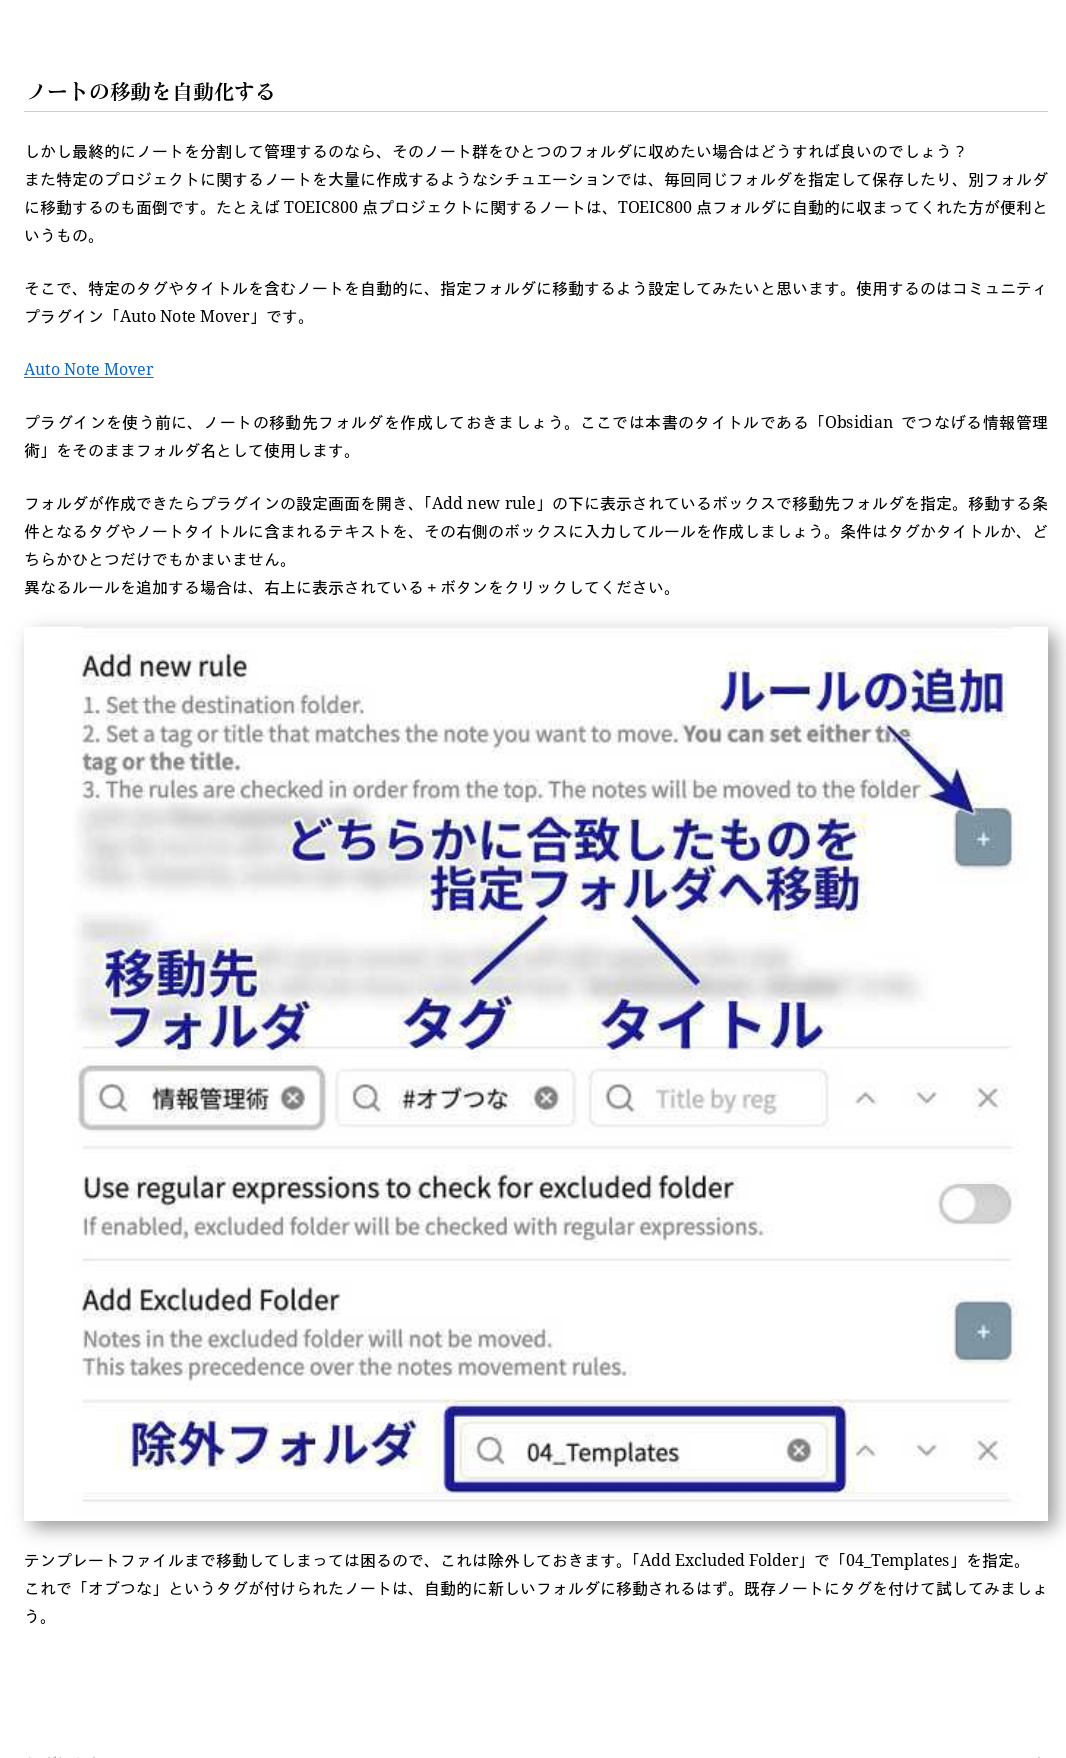 ノートの移動を自動化する
しかし最終的にノートを分割して管理するのなら、そのノート群をひとつのフォルダに収めたい場合はどうすれば良いのでしょう？
また特定のプロジェクトに関するノートを大量に作成するようなシチュエーションでは、毎回同じフォルダを指定して保存したり、別フォルダ
に移動するのも面倒です。たとえば TOEIC800 点プロジェクトに関するノートは、TOEIC800 点フォルダに自動的に収まってくれた方が便利と
いうもの。
そこで、特定のタグやタイトルを含むノートを自動的に、指定フォルダに移動するよう設定してみたいと思います。使用するのはコミュニティ
プラグイン「Auto Note Mover」です。
Auto Note Mover
プラグインを使う前に、ノートの移動先フォルダを作成しておきましょう。ここでは本書のタイトルである「Obsidian でつなげる情報管理
術」をそのままフォルダ名として使用します。
フォルダが作成できたらプラグインの設定画面を開き、「Add new rule」の下に表示されているボックスで移動先フォルダを指定。移動する条
件となるタグやノートタイトルに含まれるテキストを、その右側のボックスに入力してルールを作成しましょう。条件はタグかタイトルか、ど
ちらかひとつだけでもかまいません。
異なるルールを追加する場合は、右上に表示されている + ボタンをクリックしてください。
Add new rule
ルールの追加
1. Set the destination folder.
2. Set a tag or title that matches the note you want to move. You can set either the
tag or the title.
3. The rules are checked in order from the top. The notes will be moved to the folder
どちらかに合致したものを
指定フォルダへ移動
移動先
フォルダ タグ タイトル
情報管理術 #オブつな Title by reg
Use regular expressions to check for excluded folder
If enabled, excluded folder will be checked with regular expressions.
Add Excluded Folder
Notes in the excluded folder will not be moved.
This takes precedence over the notes movement rules.
除外フォルダ 04_Templates
テンプレートファイルまで移動してしまっては困るので、これは除外しておきます。「Add Excluded Folder」で「04_Templates」を指定。
これで「オブつな」というタグが付けられたノートは、自動的に新しいフォルダに移動されるはず。既存ノートにタグを付けて試してみましょ
う。